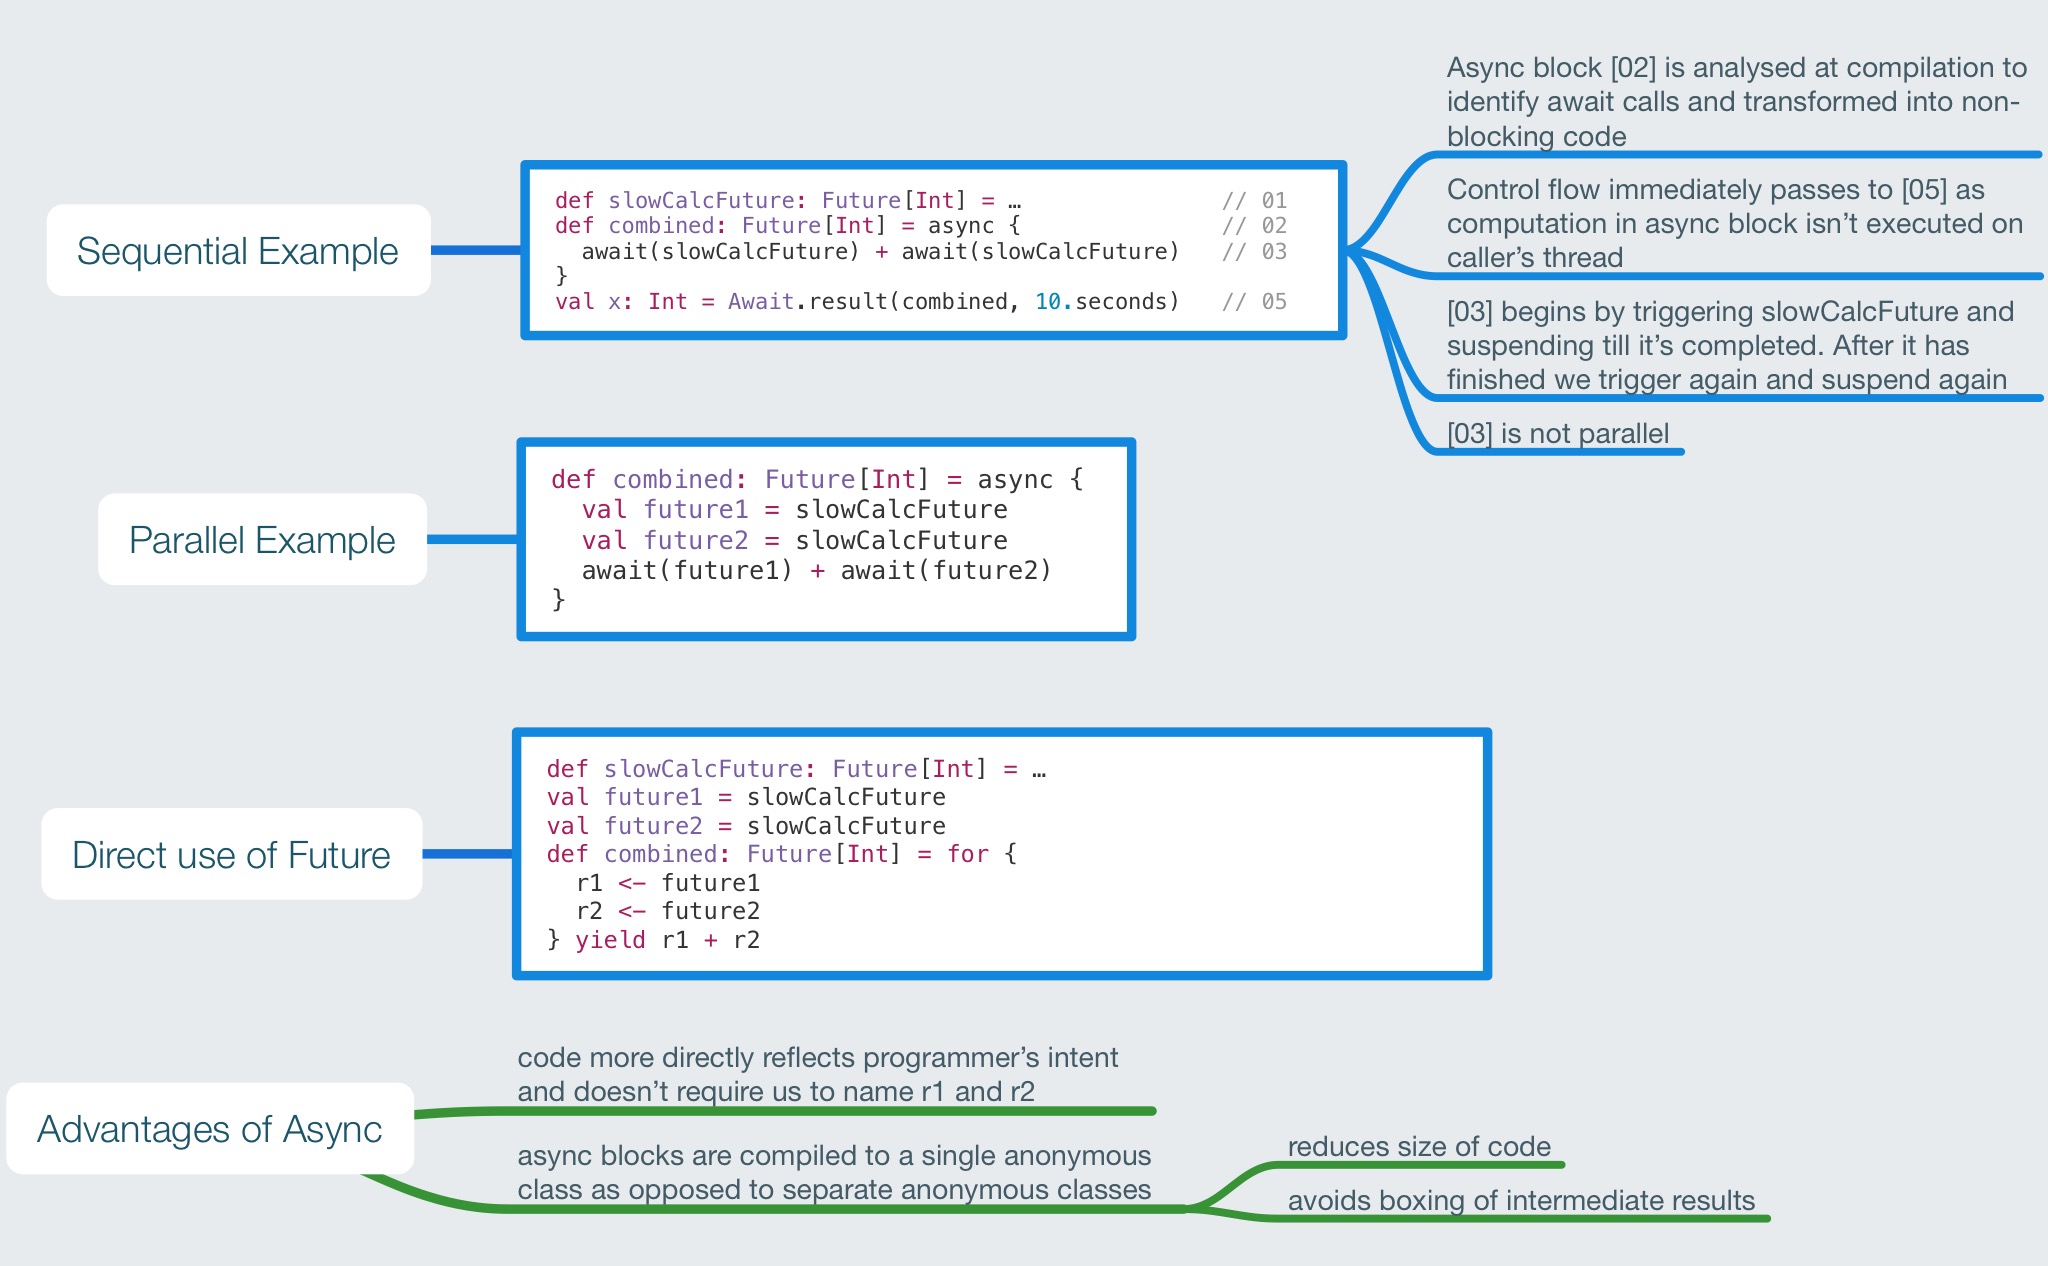 Sequential Example
def slowCalcFuture: Future[Int] = … // 01
def combined: Future[Int] = async { // 02
  await(slowCalcFuture) + await(slowCalcFuture) // 03
}
val x: Int = Await.result(combined, 10.seconds) // 05
Async block [02] is analysed at compilation to
identify await calls and transformed into non-
blocking code
Control flow immediately passes to [05] as
computation in async block isn’t executed on
caller’s thread
[03] begins by triggering slowCalcFuture and
suspending till it’s completed. After it has
finished we trigger again and suspend again
[03] is not parallel
Parallel Example
def combined: Future[Int] = async {
  val future1 = slowCalcFuture
  val future2 = slowCalcFuture
  await(future1) + await(future2)
}
Direct use of Future
def slowCalcFuture: Future[Int] = …
val future1 = slowCalcFuture
val future2 = slowCalcFuture
def combined: Future[Int] = for {
  r1 <- future1
  r2 <- future2
} yield r1 + r2
Advantages of Async
code more directly reflects programmer’s intent
and doesn’t require us to name r1 and r2
async blocks are compiled to a single anonymous
class as opposed to separate anonymous classes
reduces size of code
avoids boxing of intermediate results